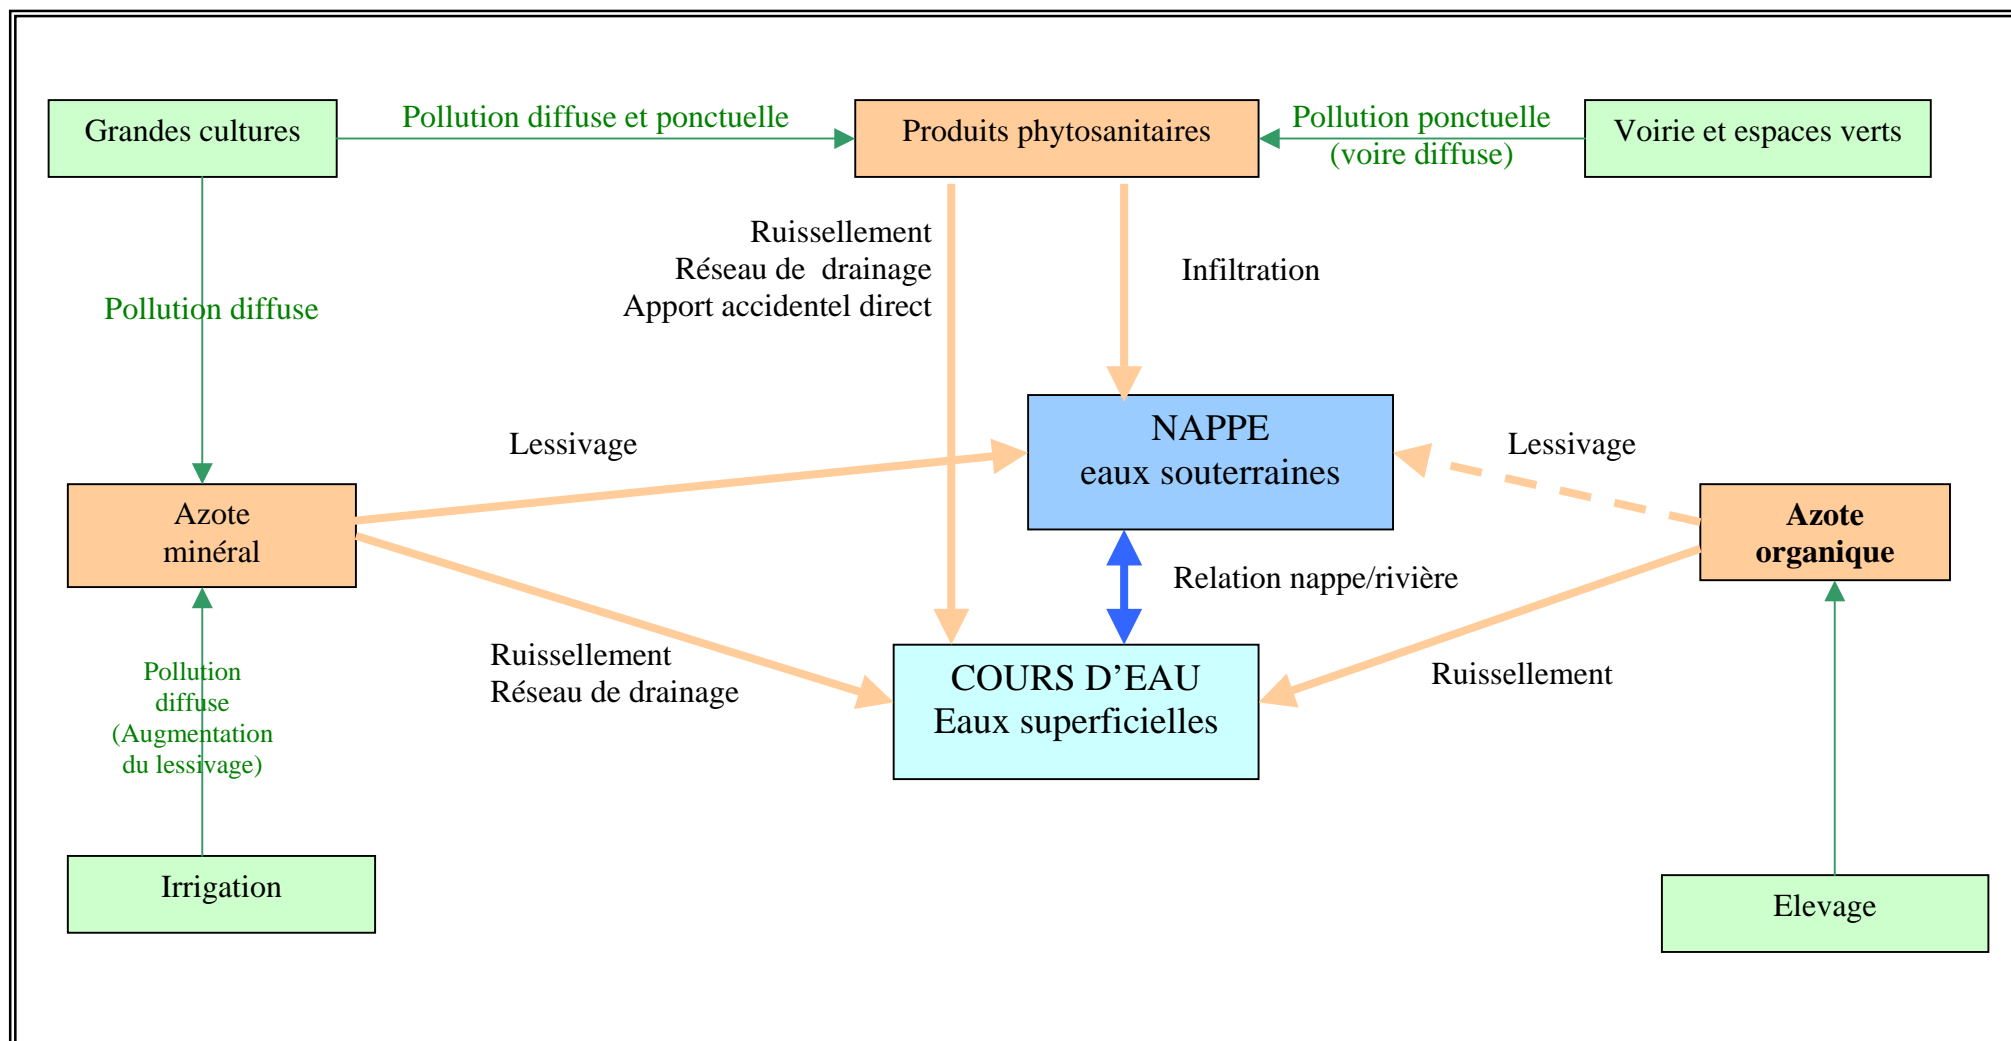 Grandes cultures
Pollution diffuse et ponctuelle
Produits phytosanitaires
Pollution ponctuelle
(voire diffuse)
Voirie et espaces verts
Ruissellement
Réseau de drainage
Apport accidentel direct
Infiltration
Pollution diffuse
Lessivage
NAPPE
eaux souterraines
Lessivage
Azote
minéral
Azote
organique
Relation nappe/rivière
Ruissellement
Réseau de drainage
COURS D’EAU
Eaux superficielles
Ruissellement
Pollution
diffuse
(Augmentation
du lessivage)
Irrigation
Elevage